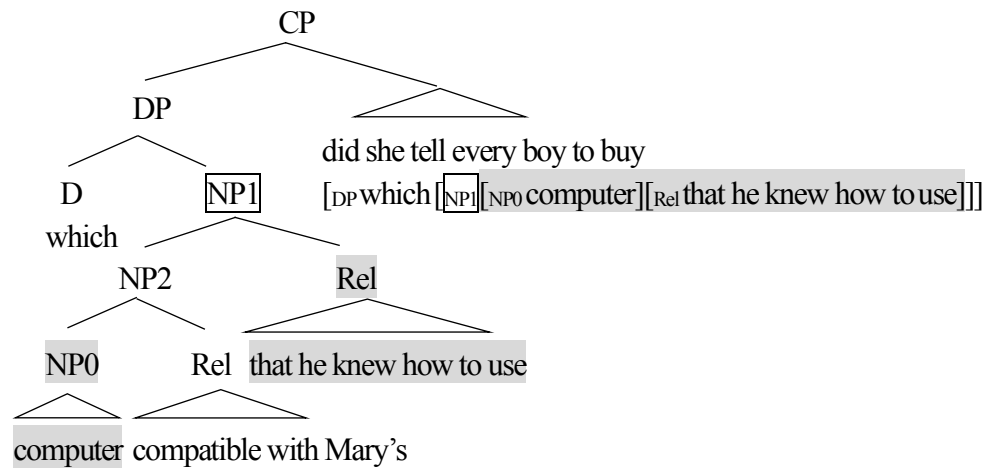 CP
DP
did she tell every boy to buy
D NP1 [DP which [NP1[NP0 computer][Rel that he knew how to use]]]
which
NP2 Rel
NP0 Rel that he knew how to use
computer compatible with Mary's